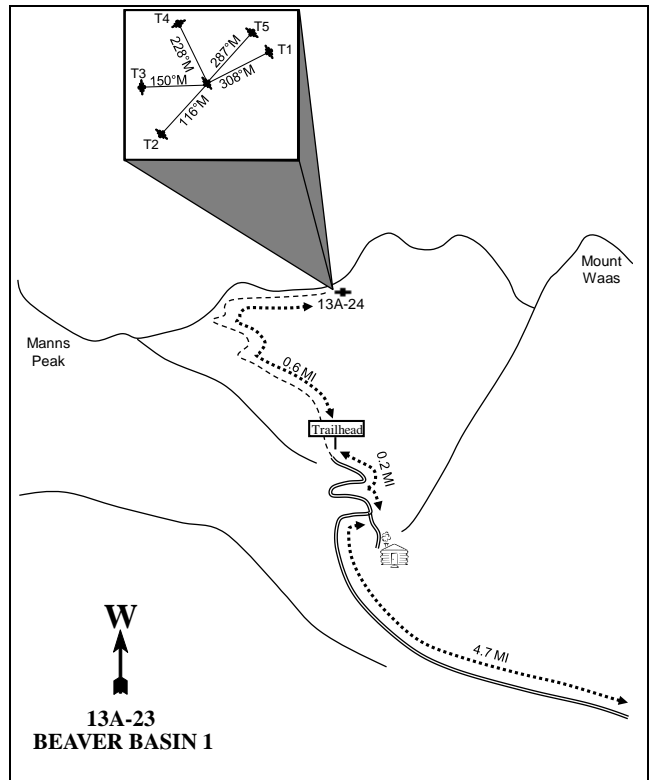 T4
T5
T1
228°M
287°M
T3
150°M
308°M
116°M
T2
Mount
Waas
13A-24
Manns
Peak
0.6 MI
Trailhead
0.2 MI
W
4.7 MI
13A-23
BEAVER BASIN 1